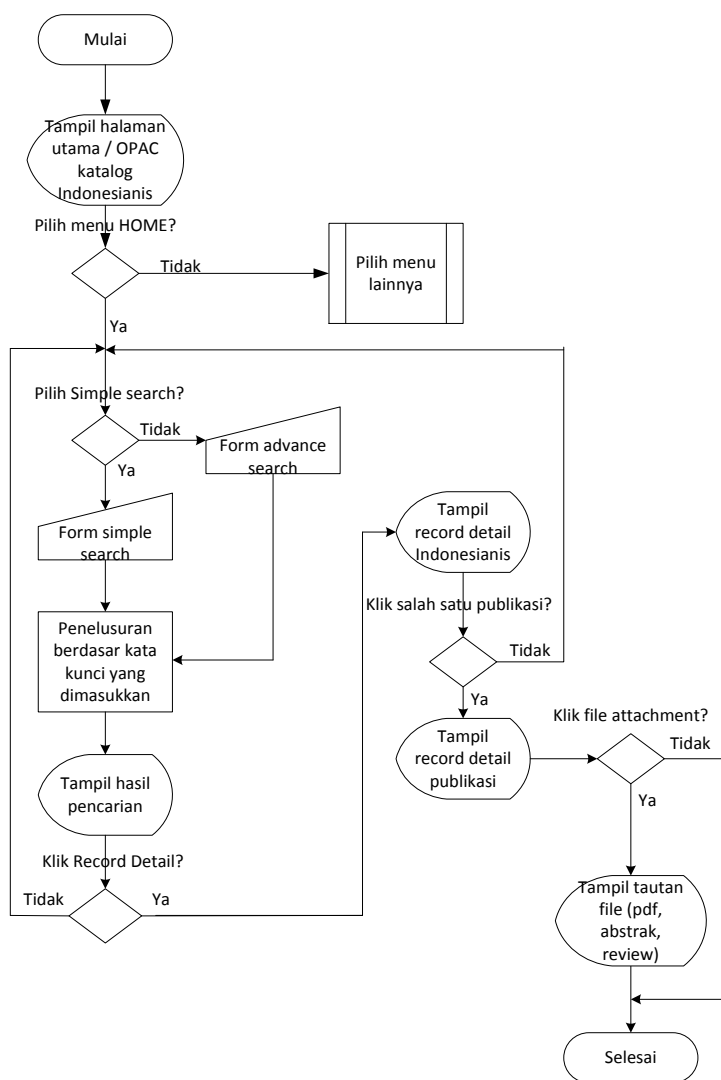 Mulai
Tampil halaman
utama / OPAC
katalog
Indonesianis
Pilih menu HOME?
Tidak
Pilih menu
lainnya
Ya
Pilih Simple search?
Tidak
Form advance
search
Ya
Form simple
search
Penelusuran
berdasar kata
kunci yang
dimasukkan
Tampil hasil
pencarian
Klik Record Detail?
Tidak
Ya
Tampil
record detail
Indonesianis
Klik salah satu publikasi?
Tidak
Ya
Tampil
record detail
publikasi
Klik file attachment?
Tidak
Ya
Tampil tautan
file (pdf,
abstrak,
review)
Selesai